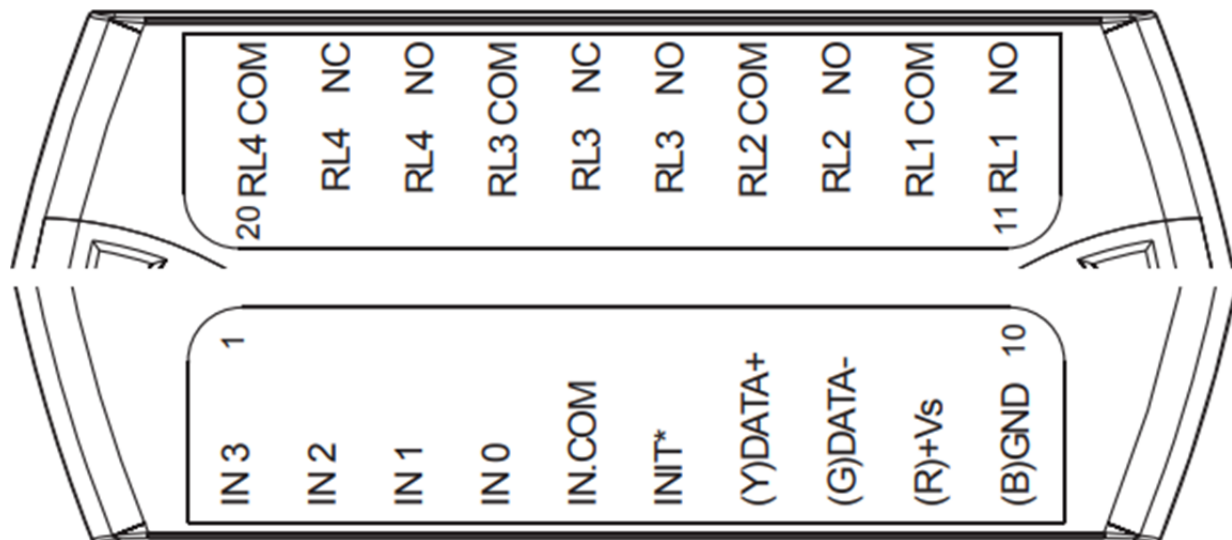 20 RL4 COM
RL4 NC
RL4 NO
RL3 COM
RL3 NC
RL3 NO
RL2 COM
RL2 NO
RL1 COM
11 RL1 NO
IN 3 1
IN 2
IN 1
IN 0
IN.COM
INIT*
(Y)DATA+
(G)DATA-
(R)+Vs
(B)GND 10